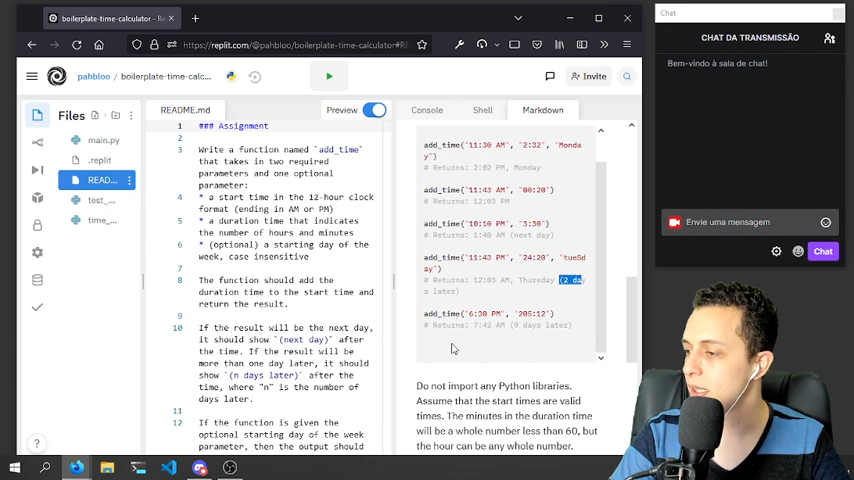 boilerplate-time-calculator - Re
https://replit.com/@pahbloo/boilerplate-time-calculator#RE
pahbloo / boilerplate-time-calc...
Invite
Files
README.md
Preview
Console
Shell
Markdown
main.py
.replit
READ...
test_...
time_...
1 ### Assignment
2
3 Write a function named `add_time`
that takes in two required
parameters and one optional
parameter:
4 * a start time in the 12-hour clock
format (ending in AM or PM)
5 * a duration time that indicates
the number of hours and minutes
6 * (optional) a starting day of the
week, case insensitive
7
8 The function should add the
duration time to the start time and
return the result.
9
10 If the result will be the next day,
it should show `(next day)` after
the time. If the result will be
more than one day later, it should
show `(n days later)` after the
time, where "n" is the number of
days later.
11
12 If the function is given the
optional starting day of the week
parameter, then the output should
add_time("11:30 AM", "2:32", "Monda
y")
# Returns: 2:02 PM, Monday
add_time("11:43 AM", "00:20")
# Returns: 12:03 PM
add_time("10:10 PM", "3:30")
# Returns: 1:40 AM (next day)
add_time("11:43 PM", "24:20", "tueSd
ay")
# Returns: 12:03 AM, Thursday (2 day
s later)
add_time("6:30 PM", "205:12")
# Returns: 7:42 AM (9 days later)
Do not import any Python libraries.
Assume that the start times are valid
times. The minutes in the duration time
will be a whole number less than 60, but
the hour can be any whole number.
?
Chat
CHAT DA TRANSMISSÃO
Bem-vindo à sala de chat!
Envie uma mensagem
Chat